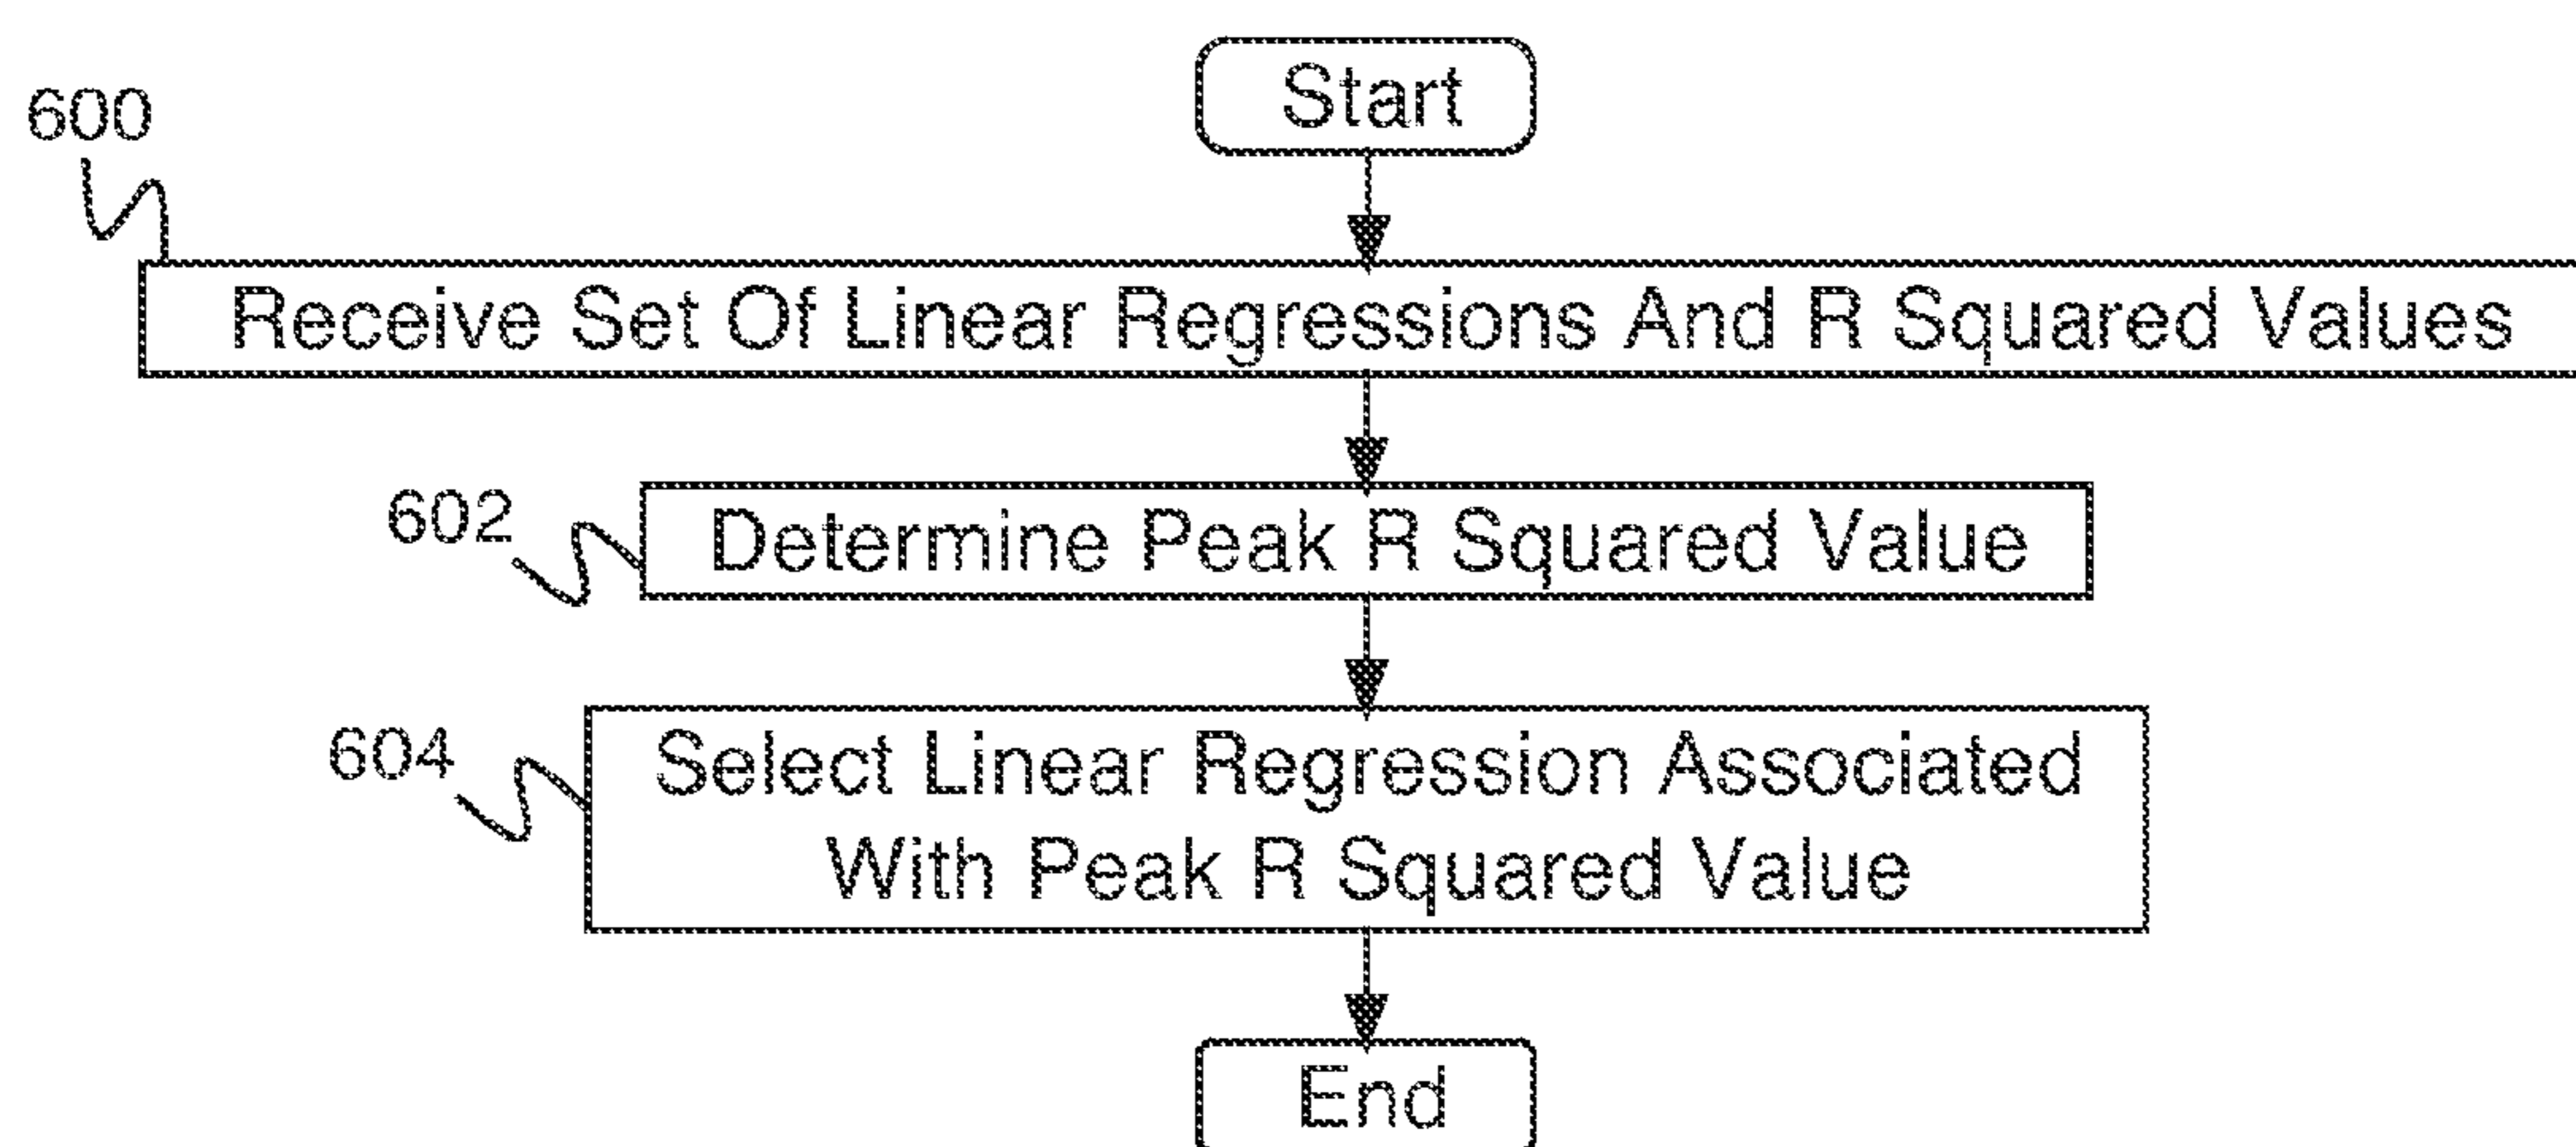 Start
600
Receive Set Of Linear Regressions And R Squared Values
602
Determine Peak R Squared Value
604
Select Linear Regression Associated
With Peak R Squared Value
End